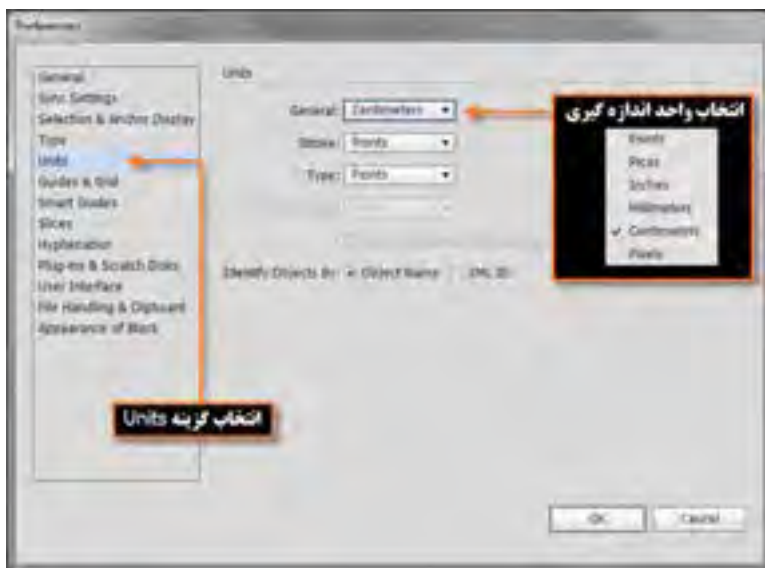 Preferences
General
Sync Settings
Selection & Anchor Display
Type
Units
Guides & Grid
Smart Guides
Slices
Hyphenation
Plug-ins & Scratch Disks
User Interface
File Handling & Clipboard
Appearance of Black
Units
General: Centimeters
Stroke: Points
Type: Points
Identify Objects By: Object Name XML ID
انتخاب واحد اندازه گیری
Points
Picas
Inches
Millimeters
✓ Centimeters
Pixels
انتخاب گزینه Units
OK
Cancel